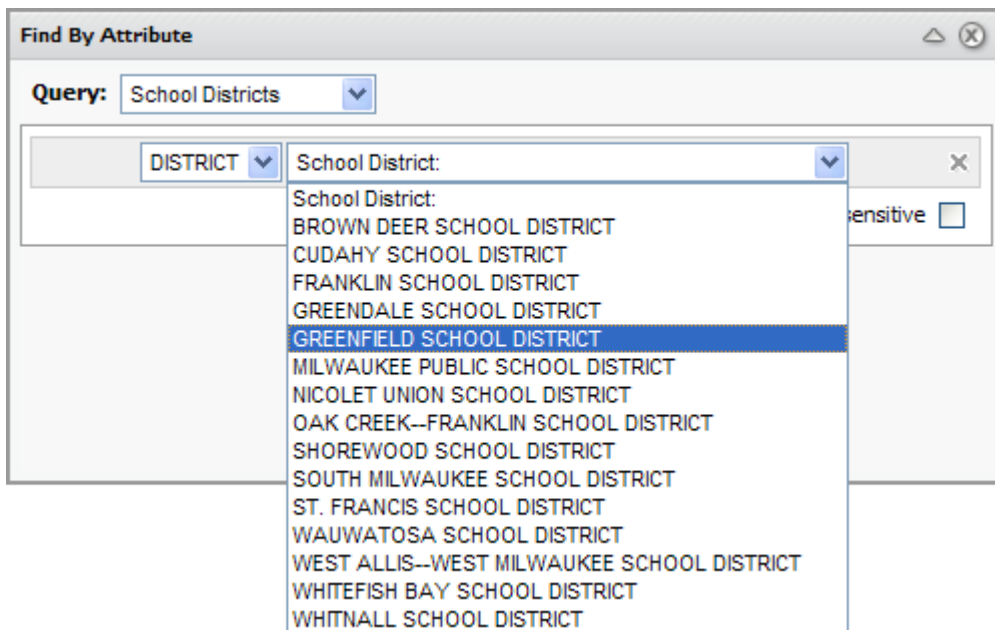 Find By Attribute
Query: School Districts
DISTRICT School District:
School District:
BROWN DEER SCHOOL DISTRICT
sensitive
CUDAHY SCHOOL DISTRICT
FRANKLIN SCHOOL DISTRICT
GREENDALE SCHOOL DISTRICT
GREENFIELD SCHOOL DISTRICT
MILWAUKEE PUBLIC SCHOOL DISTRICT
NICOLET UNION SCHOOL DISTRICT
OAK CREEK--FRANKLIN SCHOOL DISTRICT
SHOREWOOD SCHOOL DISTRICT
SOUTH MILWAUKEE SCHOOL DISTRICT
ST. FRANCIS SCHOOL DISTRICT
WAUWATOSA SCHOOL DISTRICT
WEST ALLIS--WEST MILWAUKEE SCHOOL DISTRICT
WHITEFISH BAY SCHOOL DISTRICT
WHITNALL SCHOOL DISTRICT